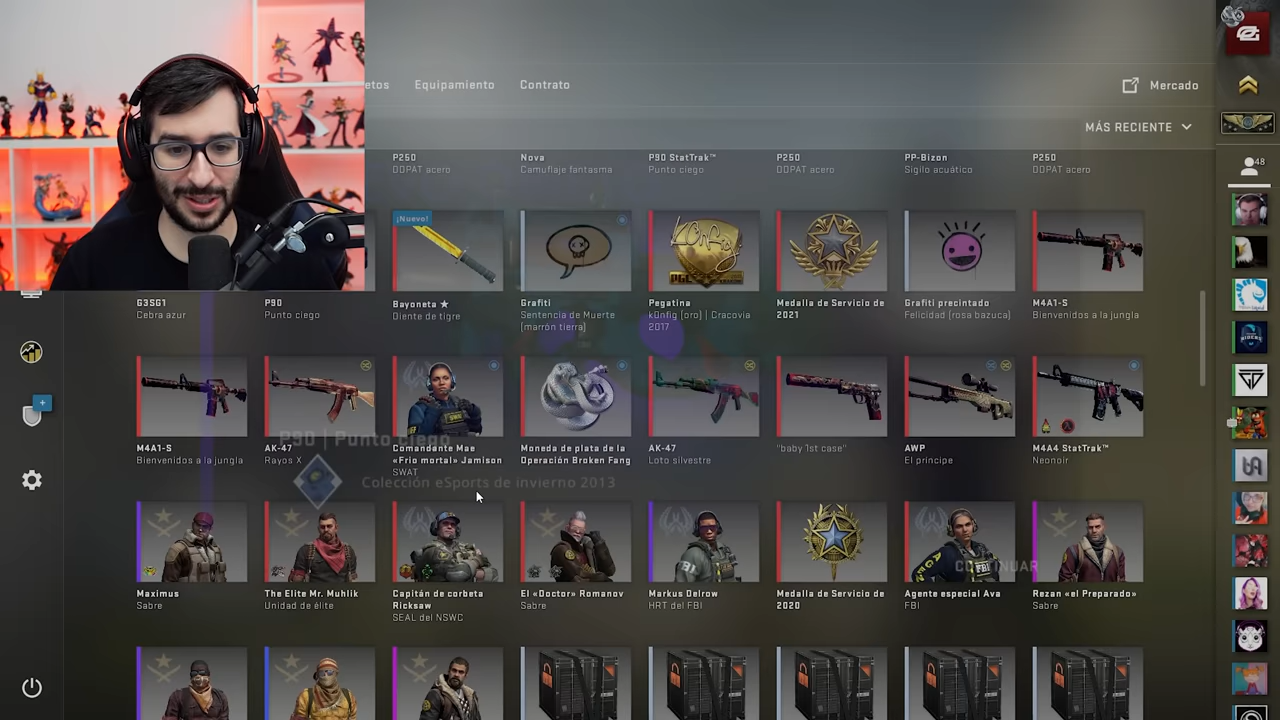 etos Equipamiento Contrato Mercado
MÁS RECIENTE
48
P250
DDPAT acero
Nova
Camuflaje fantasma
P90 StatTrak™
Punto ciego
P250
DDPAT acero
PP-Bizon
Sigilo acuático
P250
DDPAT acero
G3SG1
Cebra azur
P90
Punto ciego
¡Nuevo!
Bayoneta ★
Diente de tigre
Grafiti
Sentencia de Muerte
(marrón tierra)
Pegatina
k0nfig (oro) | Cracovia
2017
Medalla de Servicio de
2021
Grafiti precintado
Felicidad (rosa bazuca)
M4A1-S
Bienvenidos a la jungla
M4A1-S
Bienvenidos a la jungla
AK-47
Rayos X
Comandante Mae
«Frío mortal» Jamison
SWAT
Moneda de plata de la
Operación Broken Fang
AK-47
Loto silvestre
"baby 1st case"
AWP
El príncipe
M4A4 StatTrak™
Neonoir
P90 | Punto ciego
Colección eSports de invierno 2013
CONTINUAR
Maximus
Sabre
The Elite Mr. Muhlik
Unidad de élite
Capitán de corbeta
Ricksaw
SEAL del NSWC
El «Doctor» Romanov
Sabre
Markus Delrow
HRT del FBI
Medalla de Servicio de
2020
Agente especial Ava
FBI
Rezan «el Preparado»
Sabre